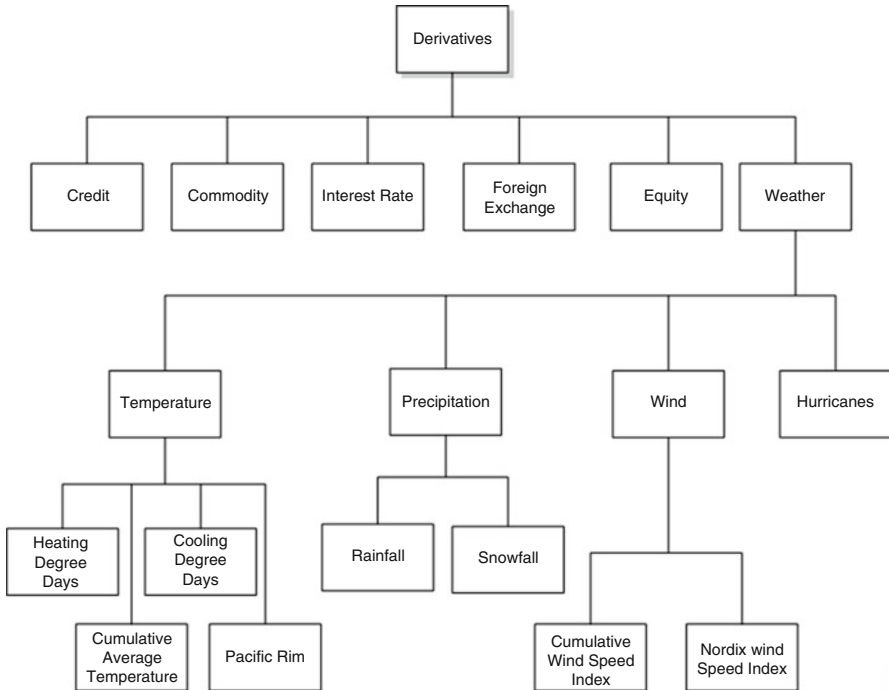 Derivatives
Credit
Commodity
Interest Rate
Foreign
Exchange
Equity
Weather
Temperature
Precipitation
Wind
Hurricanes
Heating
Degree
Days
Cooling
Degree
Days
Rainfall
Snowfall
Cumulative
Average
Temperature
Pacific Rim
Cumulative
Wind Speed
Index
Nordix wind
Speed Index